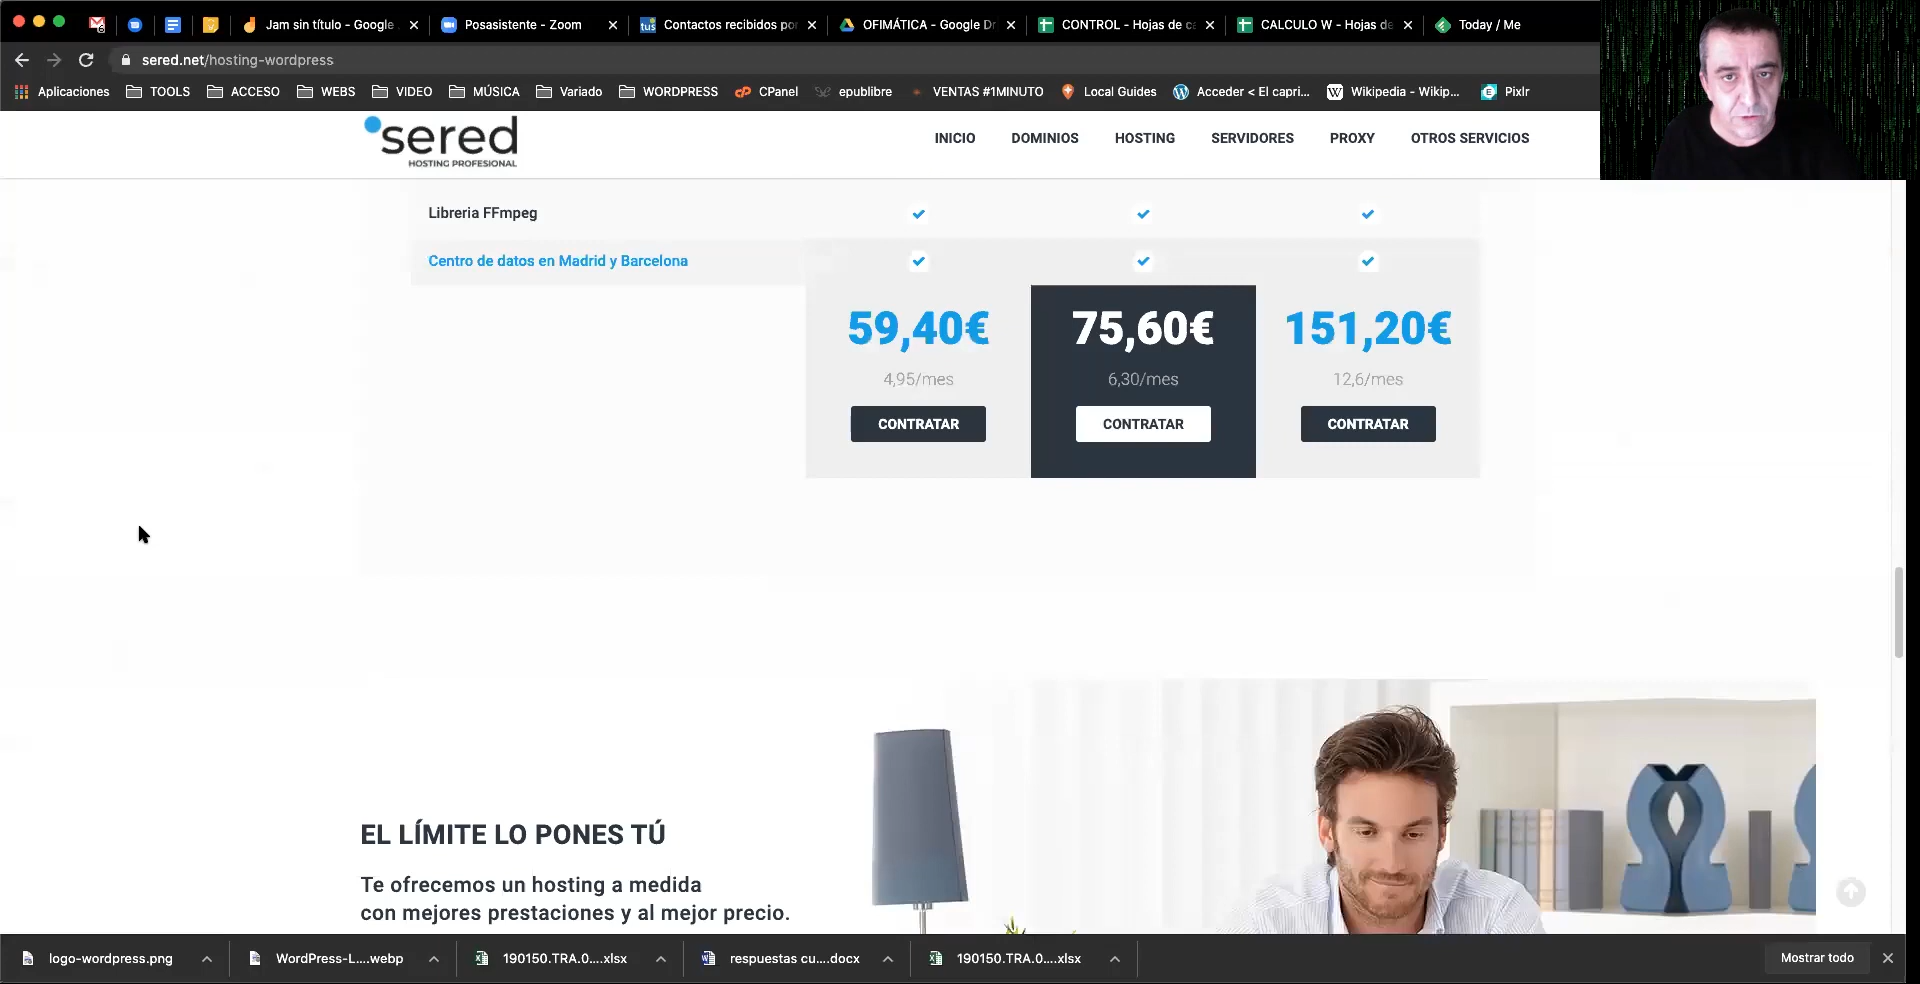 Jam sin título - Google
Posasistente - Zoom
Contactos recibidos po
OFIMÁTICA - Google Dr
CONTROL - Hojas de c
CALCULO W - Hojas de
Today / Me
sered.net/hosting-wordpress
Aplicaciones
TOOLS
ACCESO
WEBS
VIDEO
MÚSICA
Variado
WORDPRESS
cP CPanel
epublibre
VENTAS #1MINUTO
Local Guides
Acceder < El capri...
W Wikipedia - Wikip...
E Pixlr
sered
HOSTING PROFESIONAL
INICIO
DOMINIOS
HOSTING
SERVIDORES
PROXY
OTROS SERVICIOS
Libreria FFmpeg
Centro de datos en Madrid y Barcelona
59,40€
75,60€
151,20€
4,95/mes
6,30/mes
12,6/mes
CONTRATAR
CONTRATAR
CONTRATAR
EL LÍMITE LO PONES TÚ
Te ofrecemos un hosting a medida
con mejores prestaciones y al mejor precio.
logo-wordpress.png
WordPress-L....webp
190150.TRA.0....xlsx
respuestas cu....docx
190150.TRA.0....xlsx
Mostrar todo